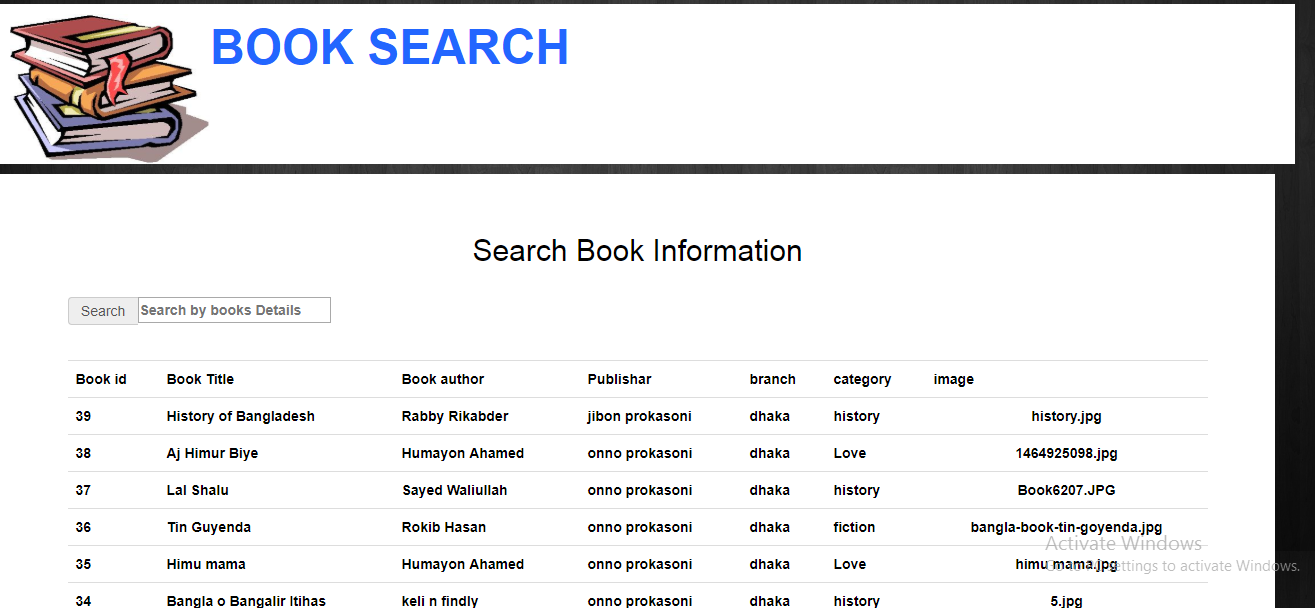 BOOK SEARCH
Search Book Information
Search Search by books Details
Book id Book Title Book author Publishar branch category image
39 History of Bangladesh Rabby Rikabder jibon prokasoni dhaka history history.jpg
38 Aj Himur Biye Humayon Ahamed onno prokasoni dhaka Love 1464925098.jpg
37 Lal Shalu Sayed Waliullah onno prokasoni dhaka history Book6207.JPG
36 Tin Guyenda Rokib Hasan onno prokasoni dhaka fiction bangla-book-tin-goyenda.jpg
Activate Windows
35 Himu mama Humayon Ahamed onno prokasoni dhaka Love himu mama.jpg
Go to PC settings to activate Windows.
34 Bangla o Bangalir Itihas keli n findly onno prokasoni dhaka history 5.jpg